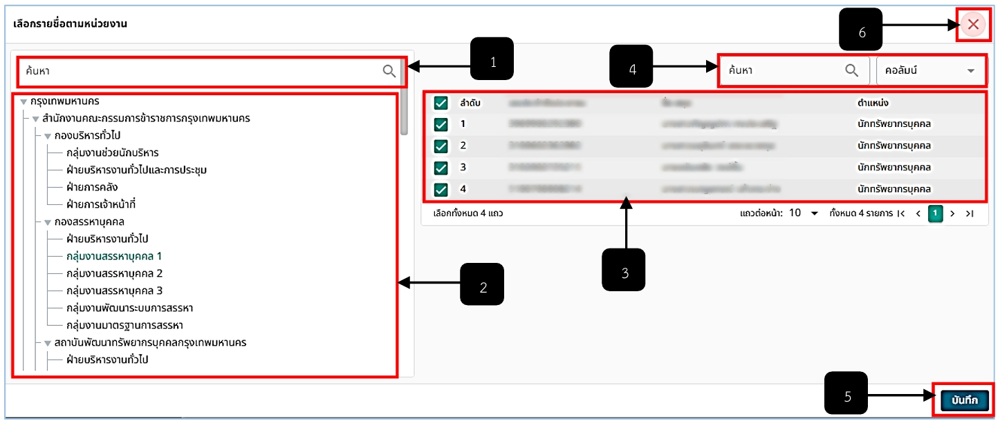 เลือกรายชื่อตามหน่วยงาน
6
ค้นหา
1
4
ค้นหา
คอลัมน์
กรุงเทพมหานคร
สำนักงานคณะกรรมการข้าราชการกรุงเทพมหานคร
กองบริหารทั่วไป
กลุ่มงานช่วยนักบริหาร
ฝ่ายบริหารงานทั่วไปและการประชุม
ฝ่ายการคลัง
ฝ่ายการเจ้าหน้าที่
กองสรรหาบุคคล
ฝ่ายบริหารงานทั่วไป
กลุ่มงานสรรหาบุคคล 1
กลุ่มงานสรรหาบุคคล 2
กลุ่มงานสรรหาบุคคล 3
กลุ่มงานพัฒนาระบบการสรรหา
กลุ่มงานมาตรฐานการสรรหา
สถาบันพัฒนาทรัพยากรบุคคลกรุงเทพมหานคร
ฝ่ายบริหารงานทั่วไป
2
ลำดับ ตำแหน่ง
1 นักทรัพยากรบุคคล
2 นักทรัพยากรบุคคล
3 นักทรัพยากรบุคคล
4 นักทรัพยากรบุคคล
เลือกทั้งหมด 4 แถว แถวต่อหน้า: 10 ทั้งหมด 4 รายการ 1
3
5
บันทึก